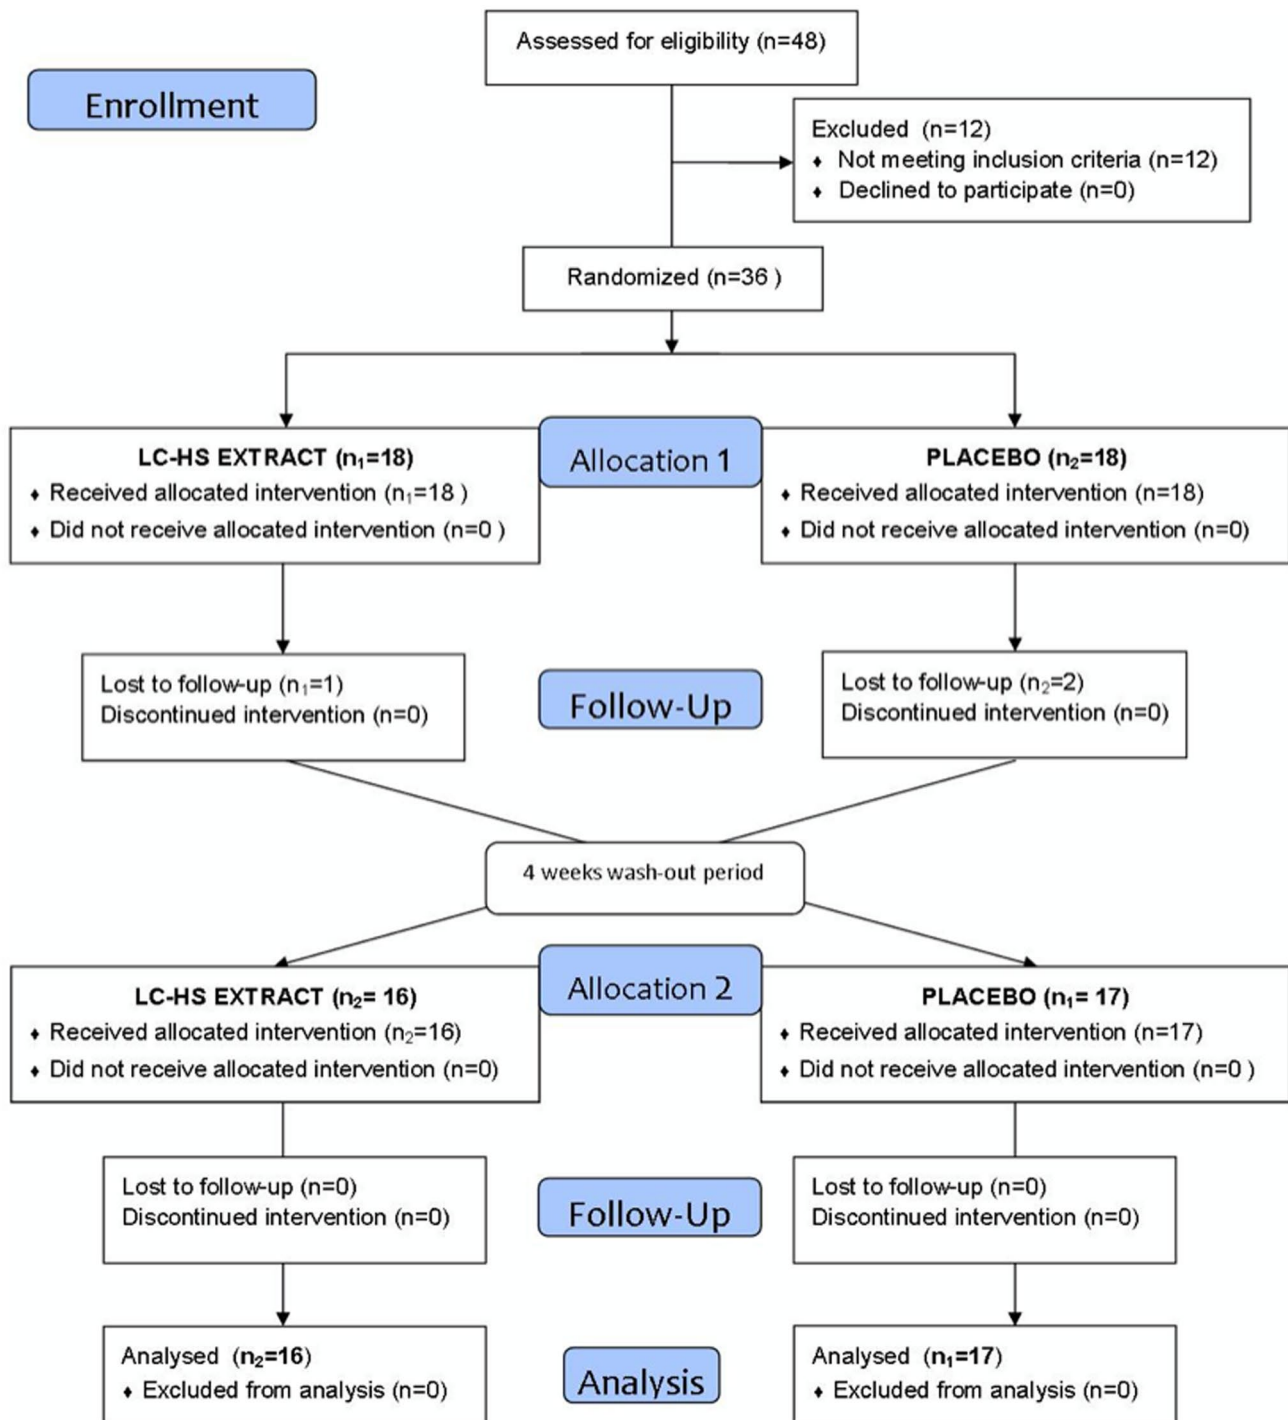 Assessed for eligibility (n=48)
Enrollment
Excluded  (n=12)
♦ Not meeting inclusion criteria (n=12)
♦ Declined to participate (n=0)
Randomized (n=36 )
LC-HS EXTRACT (n₁=18)
♦ Received allocated intervention (n₁=18 )
♦ Did not receive allocated intervention (n=0 )
Allocation 1
PLACEBO (n₂=18)
♦ Received allocated intervention (n=18)
♦ Did not receive allocated intervention (n=0)
Lost to follow-up (n₁=1)
Discontinued intervention (n=0)
Follow-Up
Lost to follow-up (n₂=2)
Discontinued intervention (n=0)
4 weeks wash-out period
LC-HS EXTRACT (n₂= 16)
♦ Received allocated intervention (n₂=16)
♦ Did not receive allocated intervention (n=0)
Allocation 2
PLACEBO (n₁= 17)
♦ Received allocated intervention (n=17)
♦ Did not receive allocated intervention (n=0 )
Lost to follow-up (n=0)
Discontinued intervention (n=0)
Follow-Up
Lost to follow-up (n=0)
Discontinued intervention (n=0)
Analysed  (n₂=16)
♦ Excluded from analysis (n=0)
Analysis
Analysed  (n₁=17)
♦ Excluded from analysis (n=0)